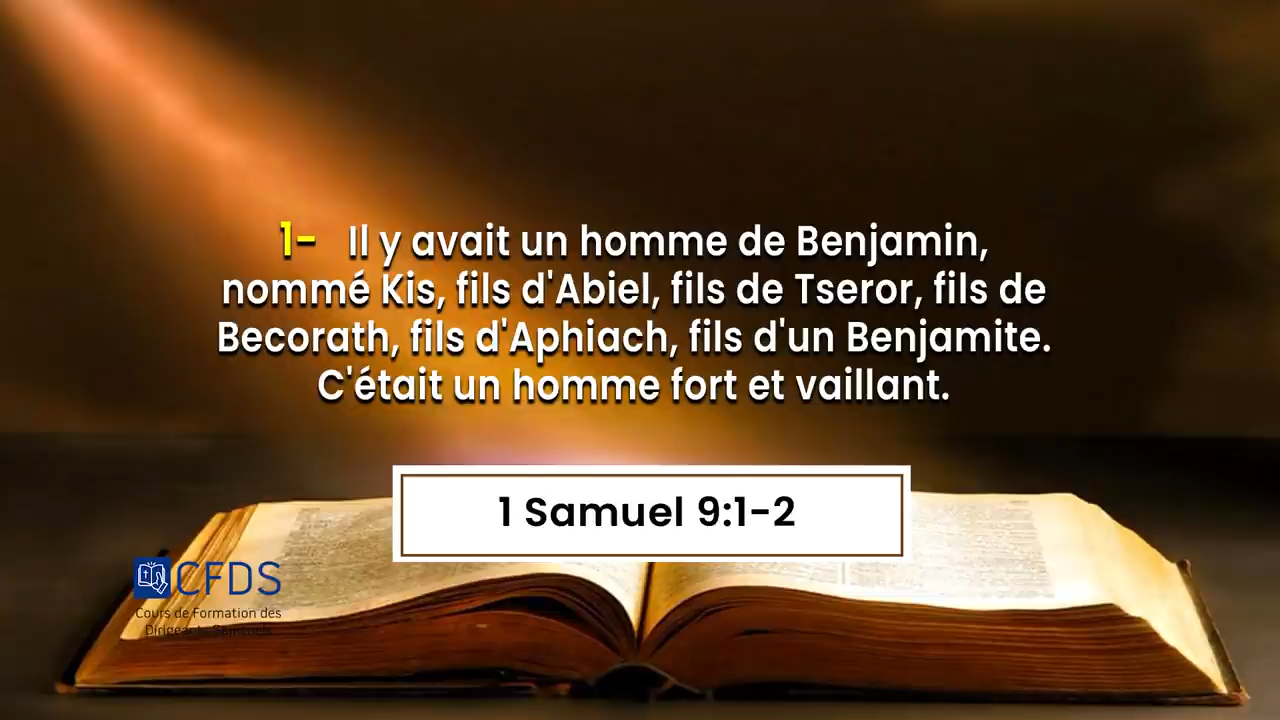 1- Il y avait un homme de Benjamin,
nommé Kis, fils d'Abiel, fils de Tseror, fils de
Becorath, fils d'Aphiach, fils d'un Benjamite.
C'était un homme fort et vaillant.
1 Samuel 9:1-2
CFDS
Cours de Formation des